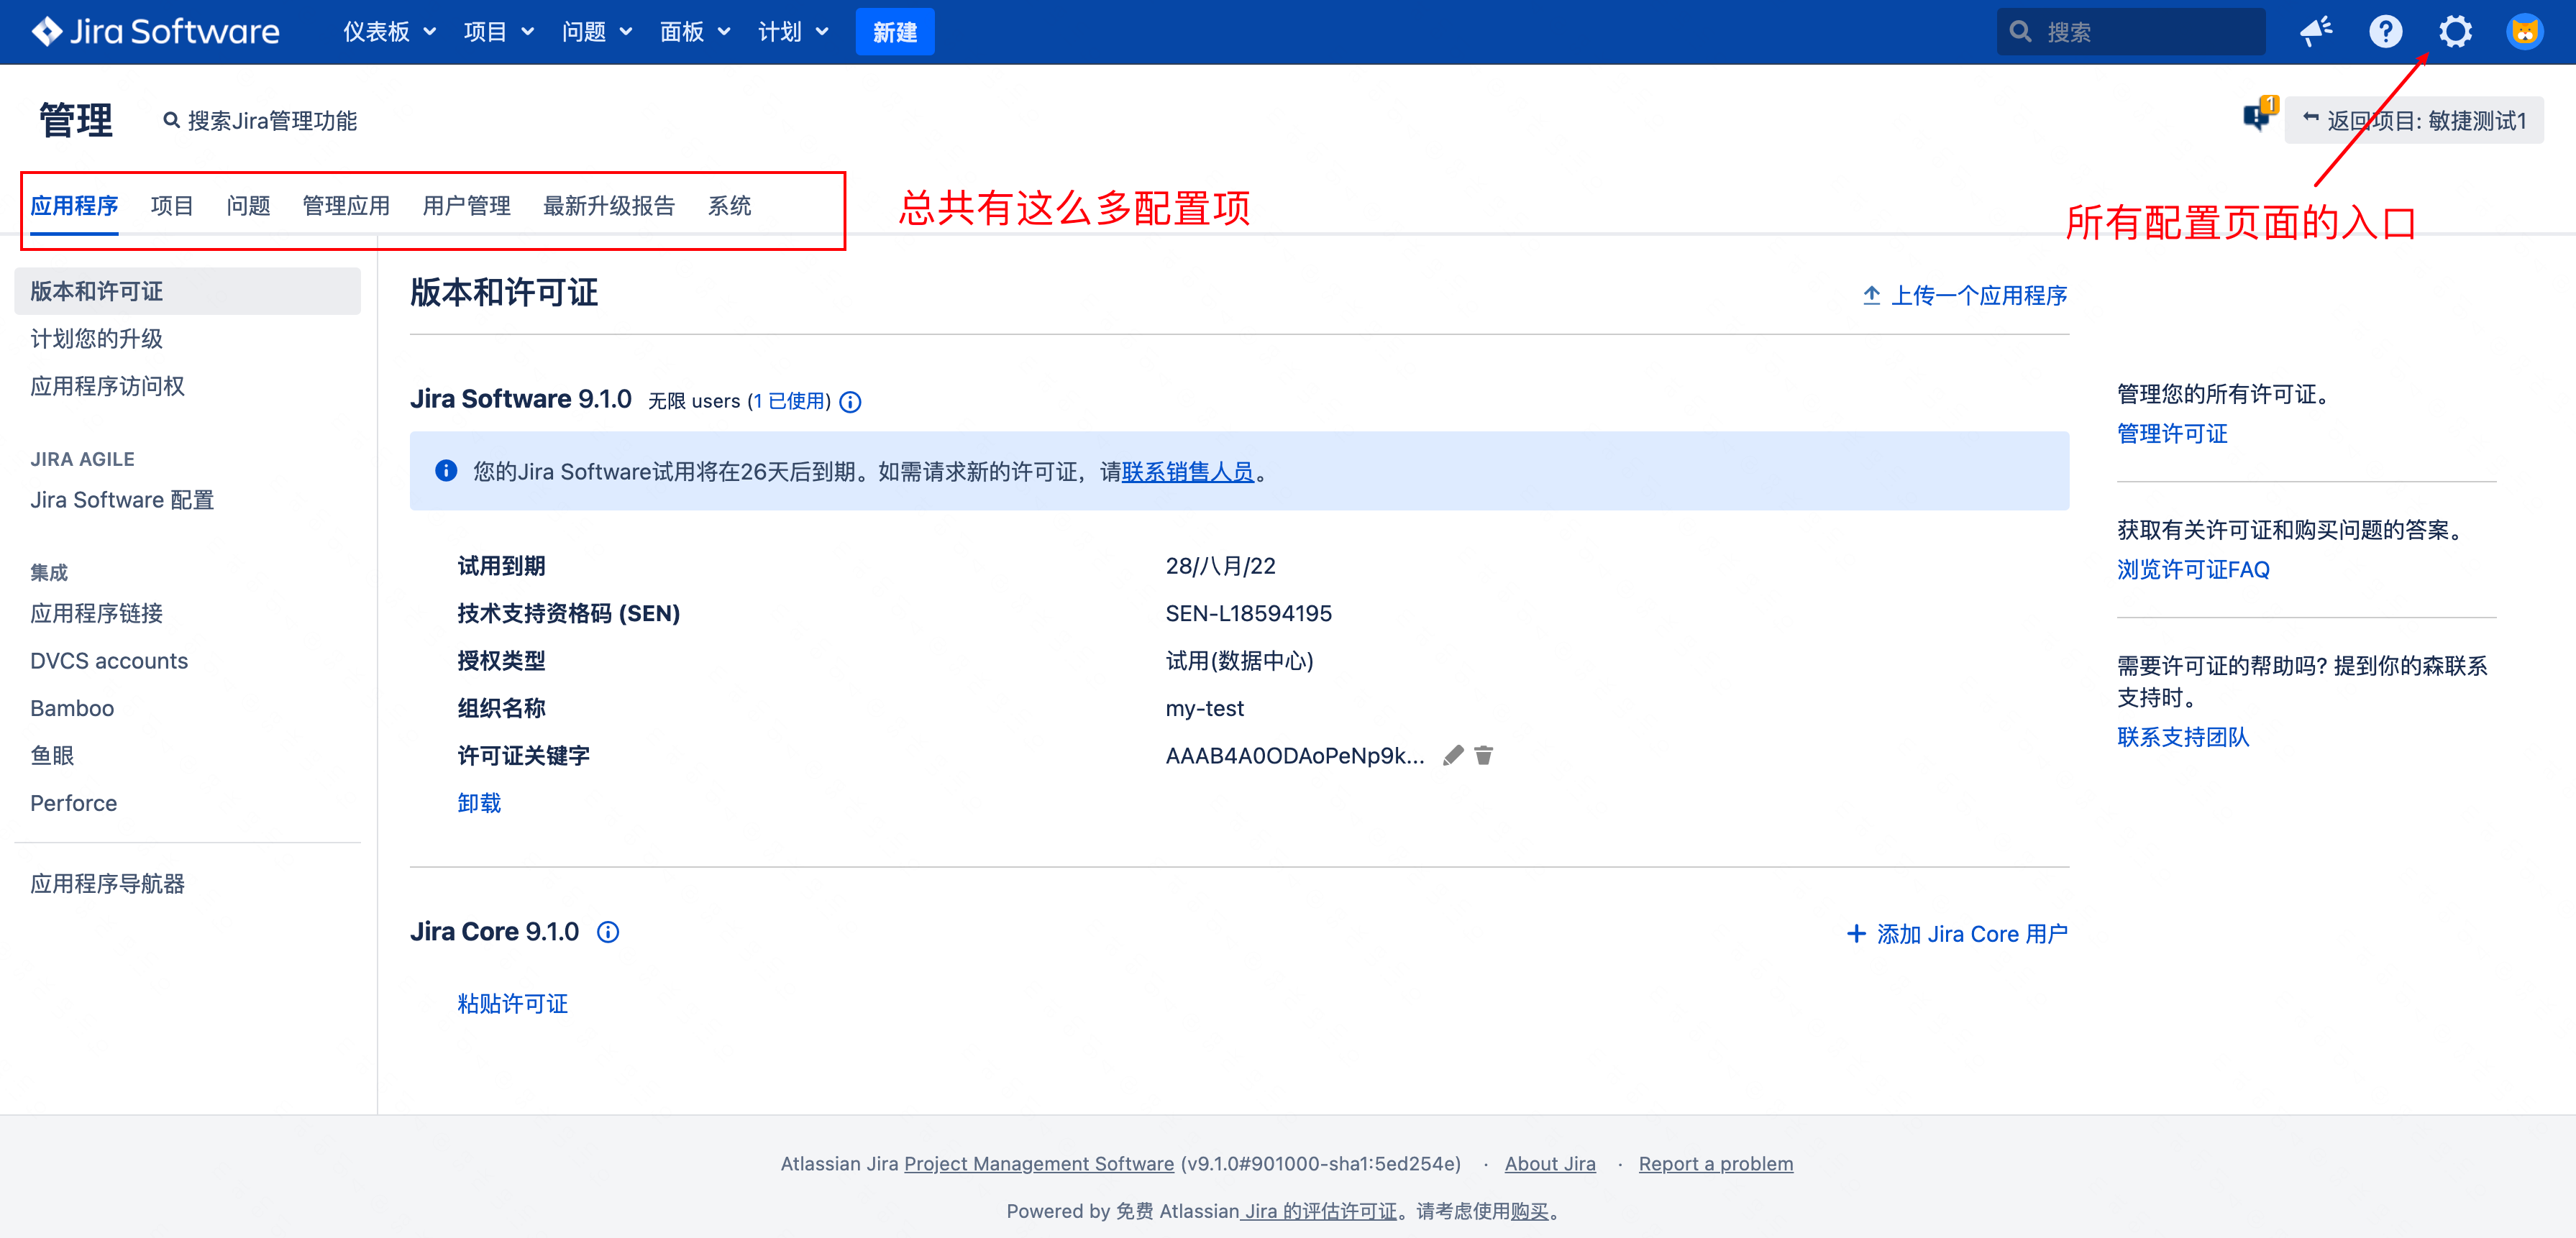 Jira Software 仪表板 项目 问题 面板 计划 新建 搜索
管理 搜索Jira管理功能 1 返回项目: 敏捷测试1
应用程序 项目 问题 管理应用 用户管理 最新升级报告 系统
总共有这么多配置项
所有配置页面的入口
版本和许可证
计划您的升级
应用程序访问权
JIRA AGILE
Jira Software 配置
集成
应用程序链接
DVCS accounts
Bamboo
鱼眼
Perforce
应用程序导航器
版本和许可证 上传一个应用程序
Jira Software 9.1.0 无限 users (1 已使用)
您的Jira Software试用将在26天后到期。如需请求新的许可证，请联系销售人员。
试用到期 28/八月/22
技术支持资格码 (SEN) SEN-L18594195
授权类型 试用(数据中心)
组织名称 my-test
许可证关键字 AAAB4A0ODAoPeNp9k...
卸载
Jira Core 9.1.0 添加 Jira Core 用户
粘贴许可证
管理您的所有许可证。
管理许可证
获取有关许可证和购买问题的答案。
浏览许可证FAQ
需要许可证的帮助吗? 提到你的森联系
支持时。
联系支持团队
Atlassian Jira Project Management Software (v9.1.0#901000-sha1:5ed254e) · About Jira · Report a problem
Powered by 免费 Atlassian Jira 的评估许可证。请考虑使用购买。